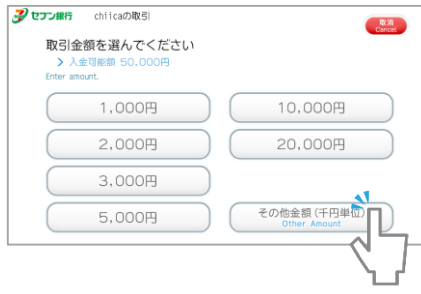 セブン銀行 chiicaの取引
取消
Cancel
取引金額を選んでください
> 入金可能額 50,000円
Enter amount.
1,000円
10,000円
2,000円
20,000円
3,000円
5,000円
その他金額(千円単位)
Other Amount